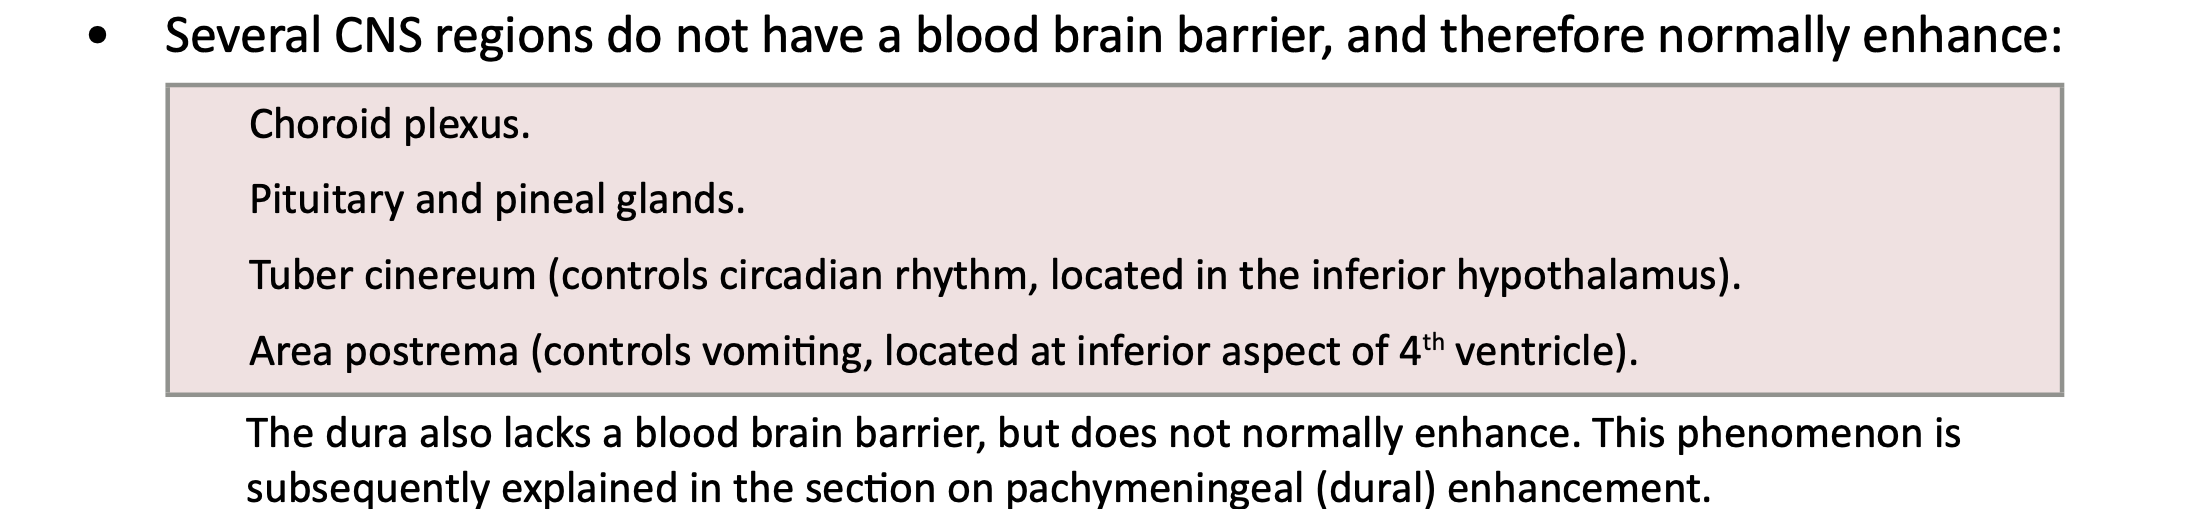 • Several CNS regions do not have a blood brain barrier, and therefore normally enhance:
Choroid plexus.
Pituitary and pineal glands.
Tuber cinereum (controls circadian rhythm, located in the inferior hypothalamus).
Area postrema (controls vomiting, located at inferior aspect of 4th ventricle).
The dura also lacks a blood brain barrier, but does not normally enhance. This phenomenon is
subsequently explained in the section on pachymeningeal (dural) enhancement.